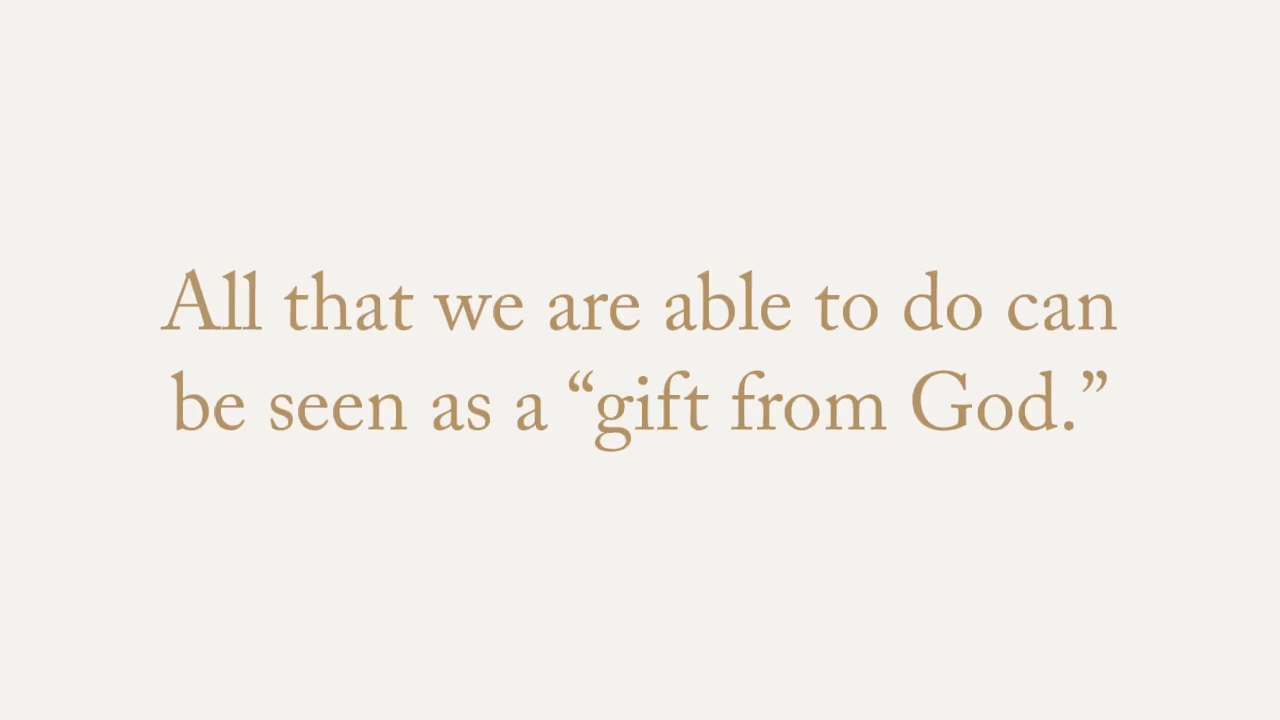 All that we are able to do can
be seen as a “gift from God.”